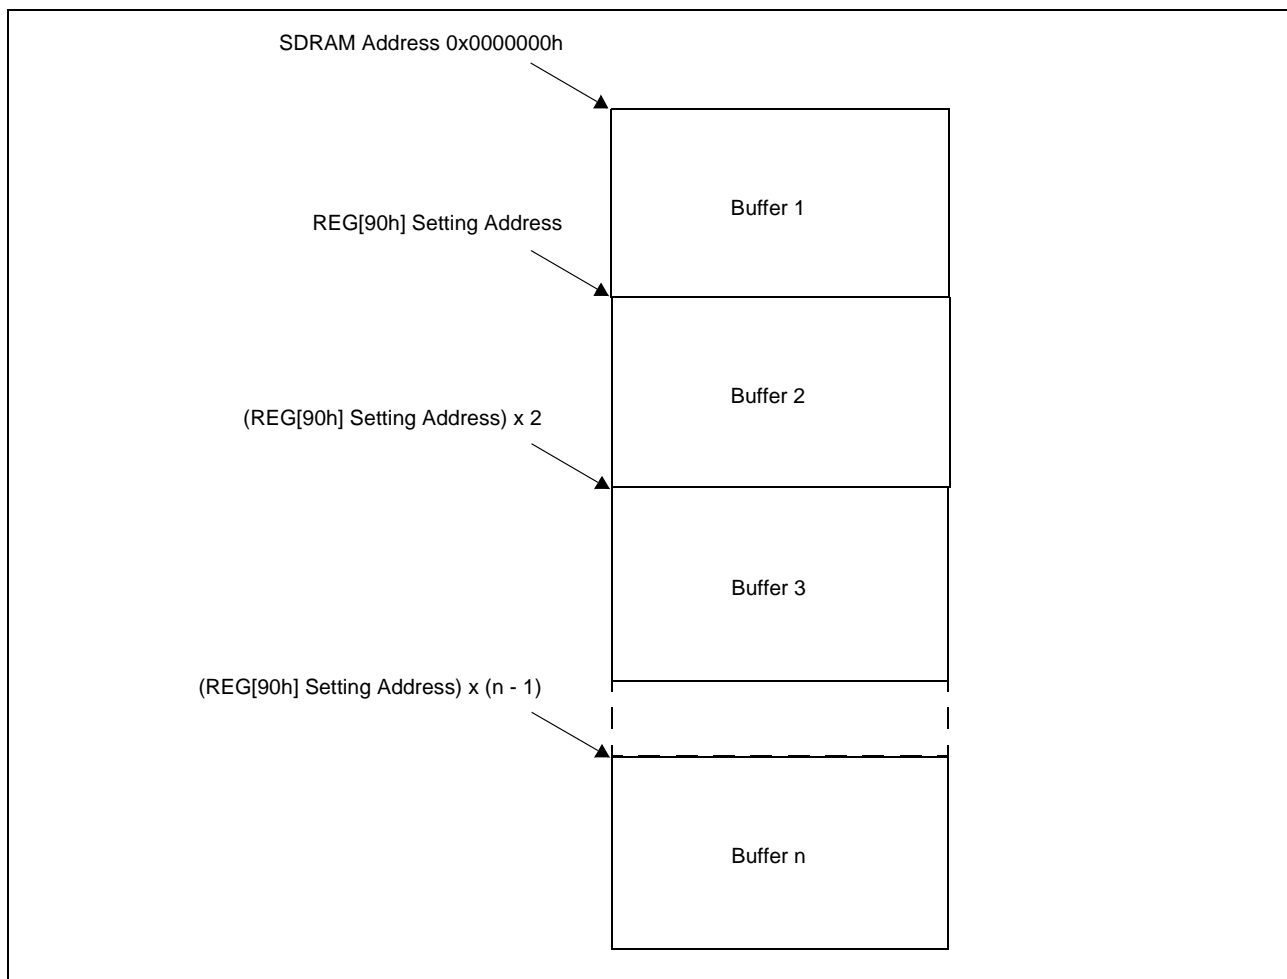 SDRAM Address 0x0000000h
Buffer 1
REG[90h] Setting Address
Buffer 2
(REG[90h] Setting Address) x 2
Buffer 3
(REG[90h] Setting Address) x (n - 1)
Buffer n